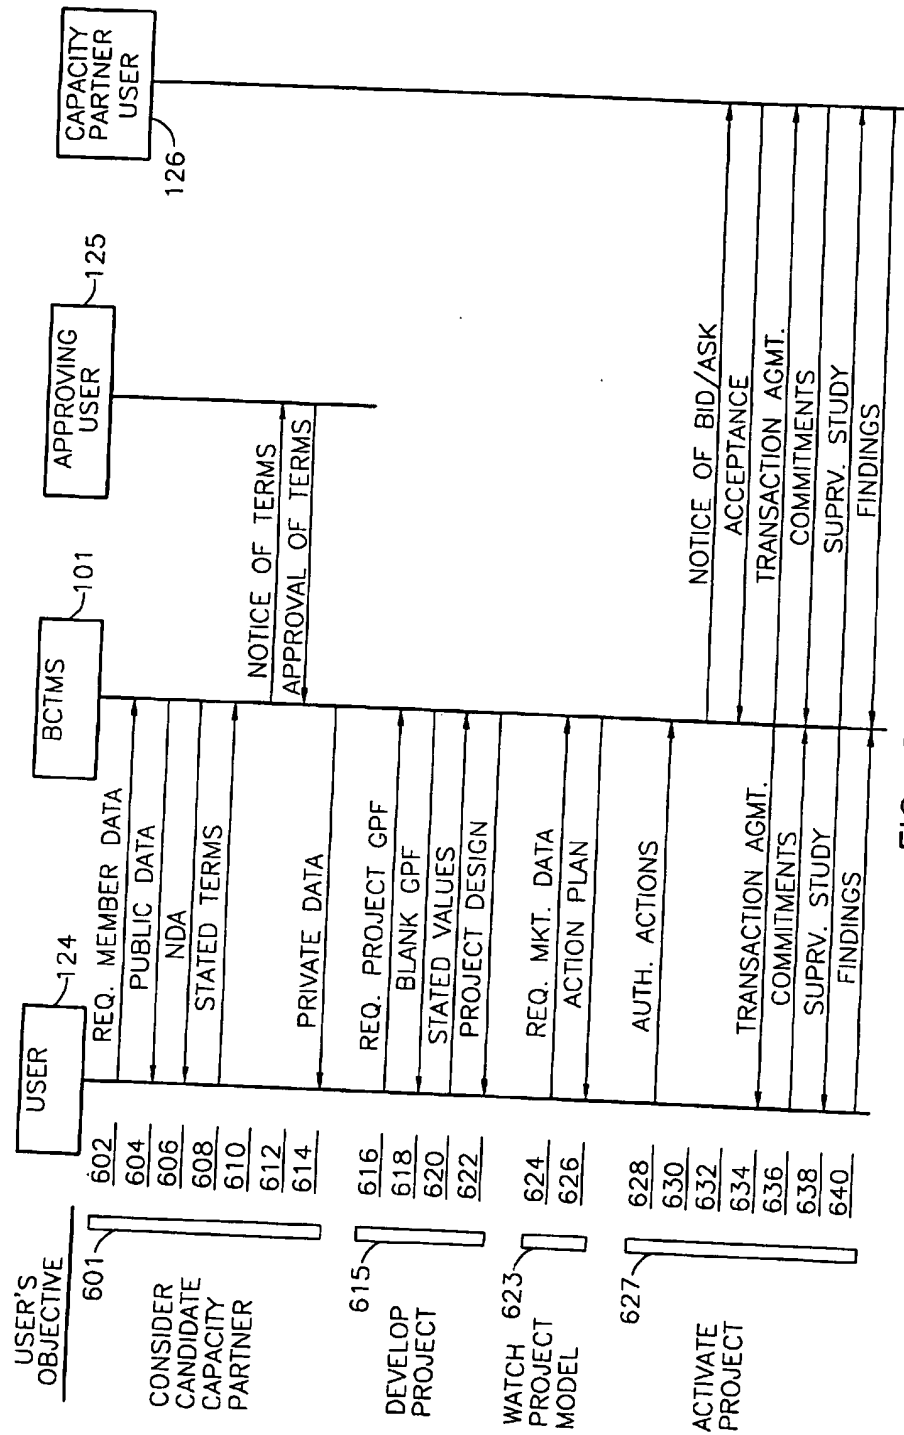 USER'S
OBJECTIVE
USER
124
BCTMS
101
APPROVING
USER
125
CAPACITY
PARTNER
USER
126
CONSIDER
CANDIDATE
CAPACITY
PARTNER
601
602
604
606
608
610
612
614
REQ. MEMBER DATA
PUBLIC DATA
NDA
STATED TERMS
NOTICE OF TERMS
APPROVAL OF TERMS
PRIVATE DATA
DEVELOP
PROJECT
615
616
618
620
622
REQ. PROJECT GPF
BLANK GPF
STATED VALUES
PROJECT DESIGN
WATCH
PROJECT
MODEL
623
624
626
REQ. MKT. DATA
ACTION PLAN
ACTIVATE
PROJECT
627
628
630
632
634
636
638
640
AUTH. ACTIONS
NOTICE OF BID/ASK
ACCEPTANCE
TRANSACTION AGMT.
TRANSACTION AGMT.
COMMITMENTS
COMMITMENTS
SUPRV. STUDY
SUPRV. STUDY
FINDINGS
FINDINGS